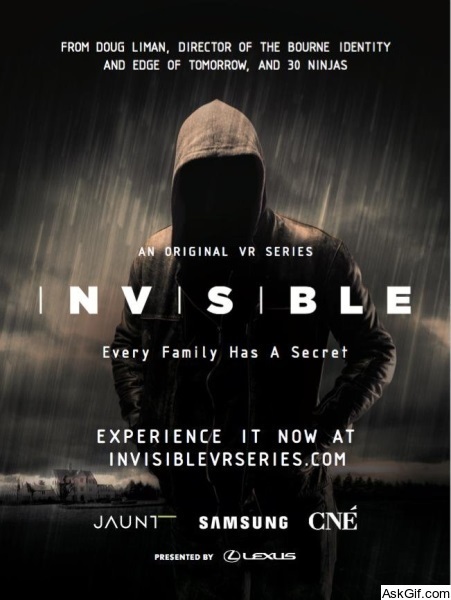 FROM DOUG LIMAN, DIRECTOR OF THE BOURNE IDENTITY
AND EDGE OF TOMORROW, AND 30 NINJAS
AN ORIGINAL VR SERIES
INVISIBLE
Every Family Has A Secret
EXPERIENCE IT NOW AT
INVISIBLEVRSERIES.COM
JAUNT SAMSUNG CNÉ
PRESENTED BY LEXUS
AskGif.com